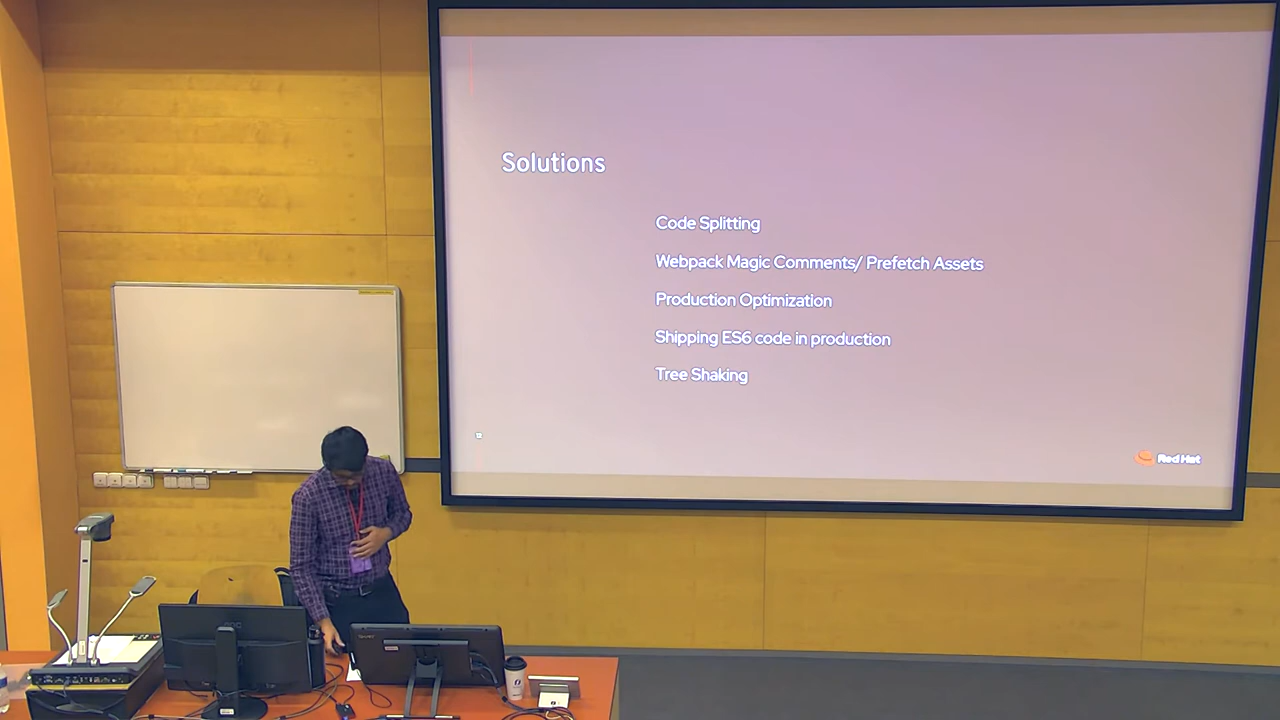 Solutions
Code Splitting
Webpack Magic Comments/ Prefetch Assets
Production Optimization
Shipping ES6 code in production
Tree Shaking
Red Hat